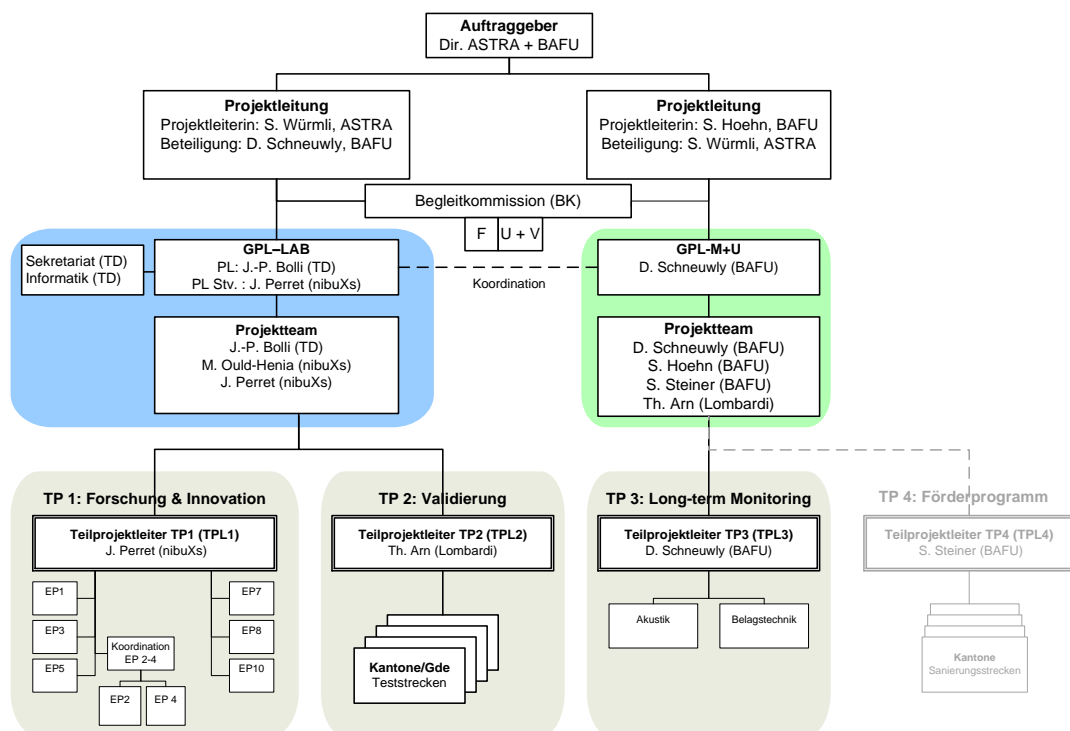 Auftraggeber
Dir. ASTRA + BAFU
Projektleitung
Projektleiterin: S. Würmli, ASTRA
Beteiligung: D. Schneuwly, BAFU
Projektleitung
Projektleiterin: S. Hoehn, BAFU
Beteiligung: S. Würmli, ASTRA
Begleitkommission (BK)
F
U + V
Sekretariat (TD)
Informatik (TD)
GPL–LAB
PL: J.-P. Bolli (TD)
PL Stv. : J. Perret (nibuXs)
Koordination
GPL-M+U
D. Schneuwly (BAFU)
Projektteam
J.-P. Bolli (TD)
M. Ould-Henia (nibuXs)
J. Perret (nibuXs)
Projektteam
D. Schneuwly (BAFU)
S. Hoehn (BAFU)
S. Steiner (BAFU)
Th. Arn (Lombardi)
TP 1: Forschung & Innovation
Teilprojektleiter TP1 (TPL1)
J. Perret (nibuXs)
EP1
EP3
EP5
Koordination
EP 2-4
EP2
EP 4
EP7
EP8
EP10
TP 2: Validierung
Teilprojektleiter TP2 (TPL2)
Th. Arn (Lombardi)
Kantone/Gde
Teststrecken
TP 3: Long-term Monitoring
Teilprojektleiter TP3 (TPL3)
D. Schneuwly (BAFU)
Akustik
Belagstechnik
TP 4: Förderprogramm
Teilprojektleiter TP4 (TPL4)
S. Steiner (BAFU)
Kantone
Sanierungsstrecken